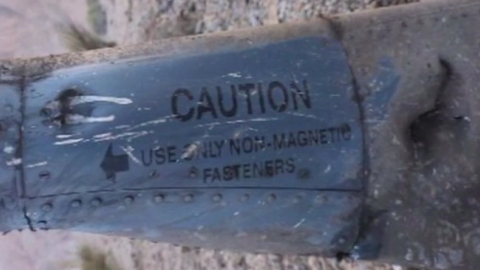 CAUTION
USE ONLY NON-MAGNETIC
FASTENERS